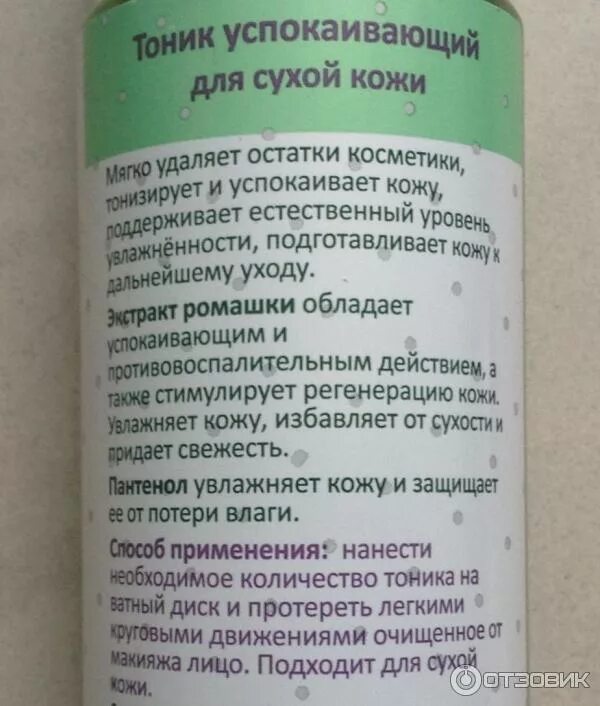 Тоник успокаивающий
для сухой кожи
Мягко удаляет остатки косметики,
тонизирует и успокаивает кожу,
поддерживает естественный уровень
увлажнённости, подготавливает кожу к
дальнейшему уходу.
Экстракт ромашки обладает
успокаивающим и
противовоспалительным действием, а
также стимулирует регенерацию кожи.
Увлажняет кожу, избавляет от сухости и
придает свежесть.
Пантенол увлажняет кожу и защищает
ее от потери влаги.
Способ применения: нанести
необходимое количество тоника на
ватный диск и протереть легкими
круговыми движениями очищенное от
макияжа лицо. Подходит для сухой
кожи.
ОТЗОВИК